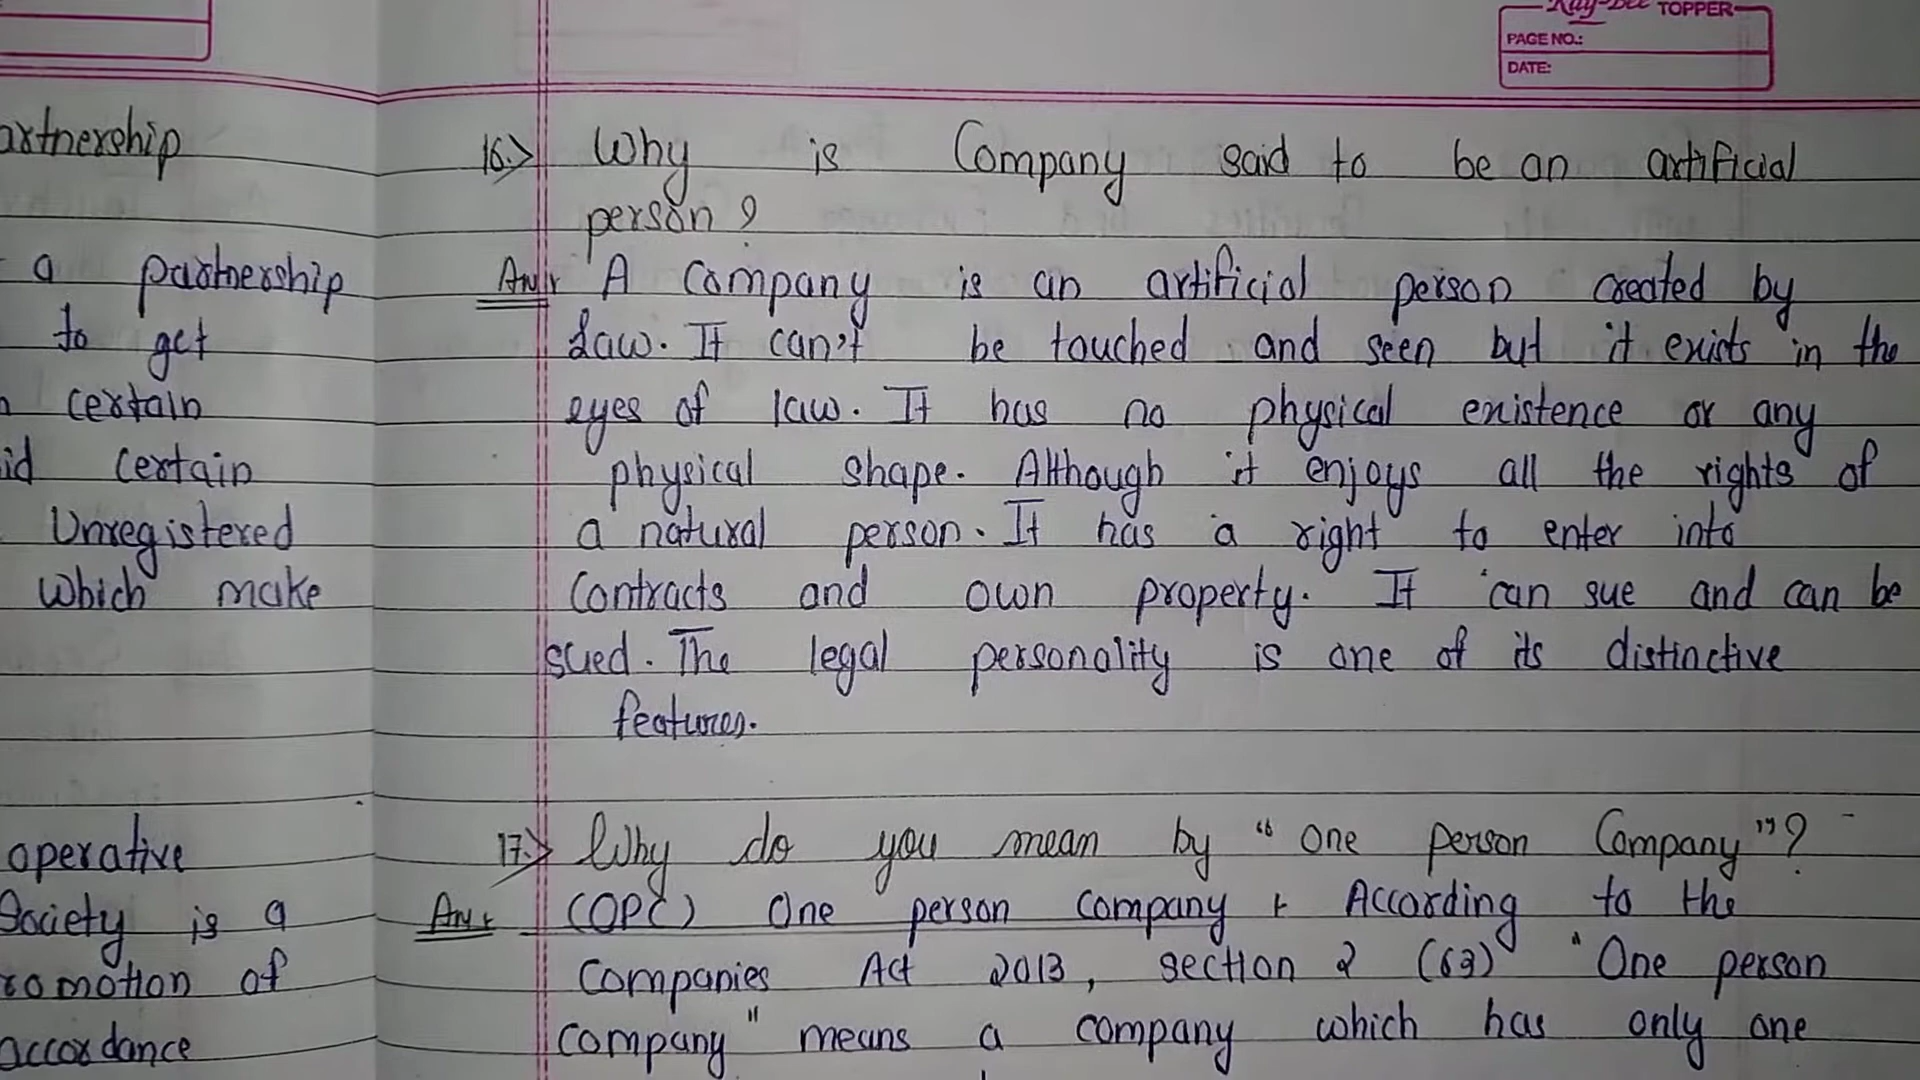 Kay-Bee TOPPER
PAGE NO.:
DATE:
artnership
a partnership
to get
certain
id certain
Unregistered
which make
operative
Society is a
romotion of
accordance
16.> Why is Company said to be an artificial
person?
Ans: A Company is an artificial person created by
Law. It can't be touched and seen but it exists in the
eyes of law. It has no physical existence or any
physical shape. Although it enjoys all the rights of
a natural person. It has a right to enter into
Contracts and own property. It can sue and can be
sued. The legal personality is one of its distinctive
features.
17.> Why do you mean by "One Person Company"?
Ans: (OPC) One person company : According to the
Companies Act 2013, section 2 (63) "One person
company" means a company which has only one